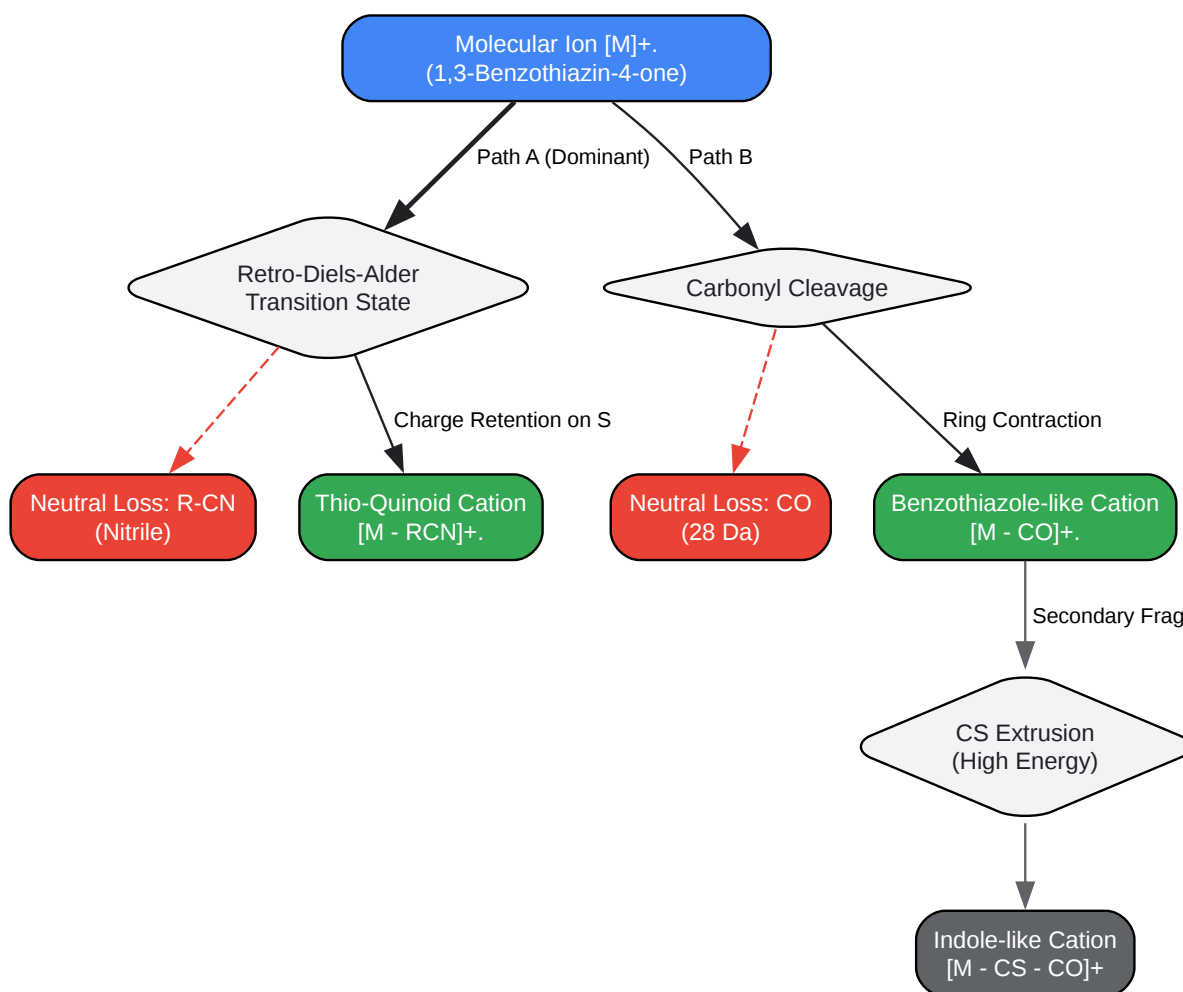 Molecular Ion [M]+.
(1,3-Benzothiazin-4-one)
Path A (Dominant)
Path B
Retro-Diels-Alder
Transition State
Carbonyl Cleavage
Charge Retention on S
Ring Contraction
Neutral Loss: R-CN
(Nitrile)
Thio-Quinoid Cation
[M - RCN]+.
Neutral Loss: CO
(28 Da)
Benzothiazole-like Cation
[M - CO]+.
Secondary Frag
CS Extrusion
(High Energy)
Indole-like Cation
[M - CS - CO]+